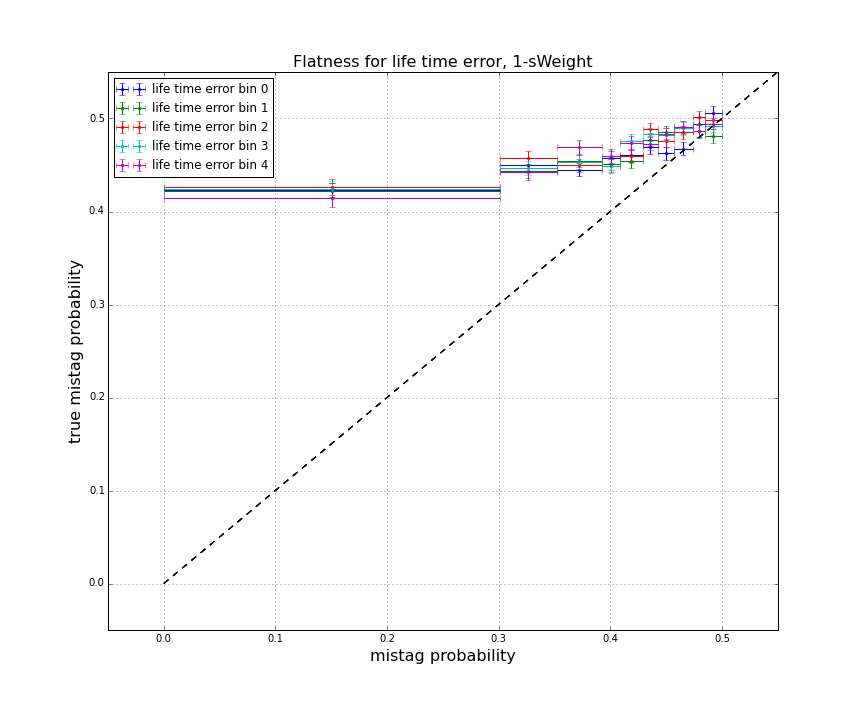 Flatness for life time error, 1-sWeight
life time error bin 0
life time error bin 1
life time error bin 2
life time error bin 3
life time error bin 4
true mistag probability
0.5
0.4
0.3
0.2
0.1
0.0
0.0 0.1 0.2 0.3 0.4 0.5
mistag probability